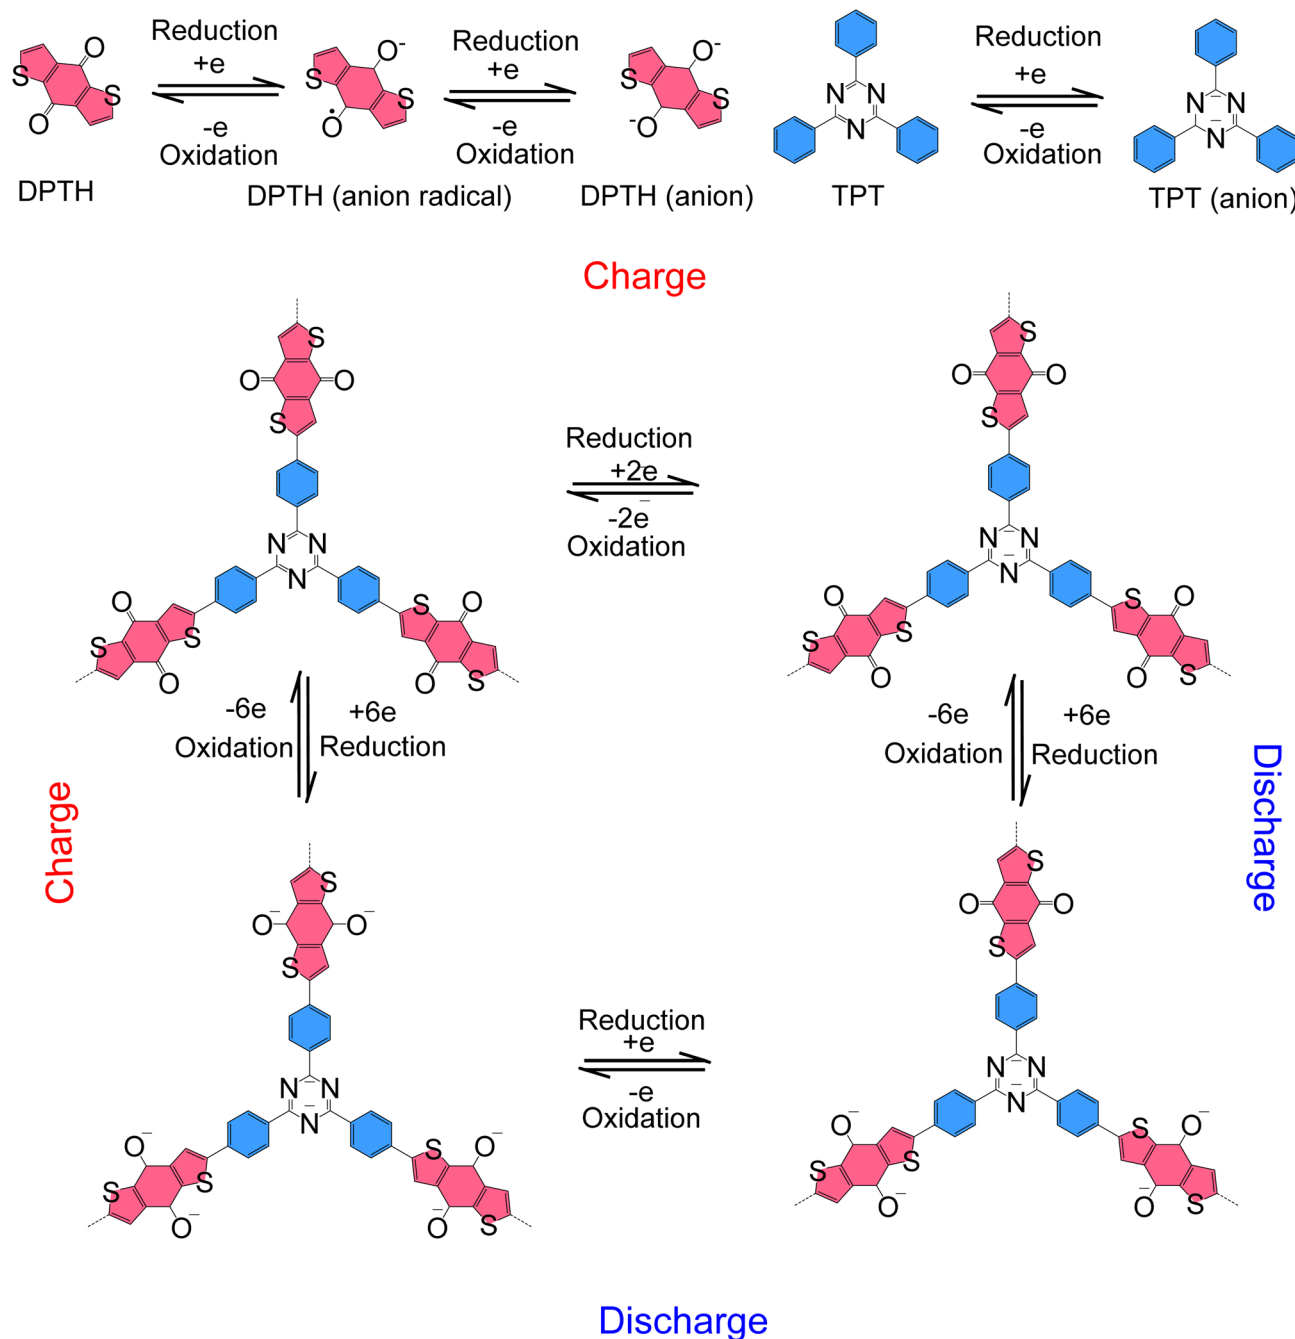 Reduction
+e
-e
Oxidation
Reduction
+e
-e
Oxidation
Reduction
+e
-e
Oxidation
O
S
S
O
O-
S
S
O
O-
S
S
-O
N
N
N
N
N
N
DPTH
DPTH (anion radical)
DPTH (anion)
TPT
TPT (anion)
Charge
S
O
O
S
N
N
N
O
S
S
O
S
O
O
S
Reduction
+2e
-2e
Oxidation
S
O
O
S
N
N
N
O
S
S
O
S
O
O
S
-6e
+6e
Oxidation
Reduction
-6e
+6e
Oxidation
Reduction
Charge
Discharge
S
O
O
S
N
N
N
O
S
S
O
S
O
O
S
Reduction
+e
-e
Oxidation
S
O
O
S
N
N
N
O
S
S
O
S
O
O
S
Discharge